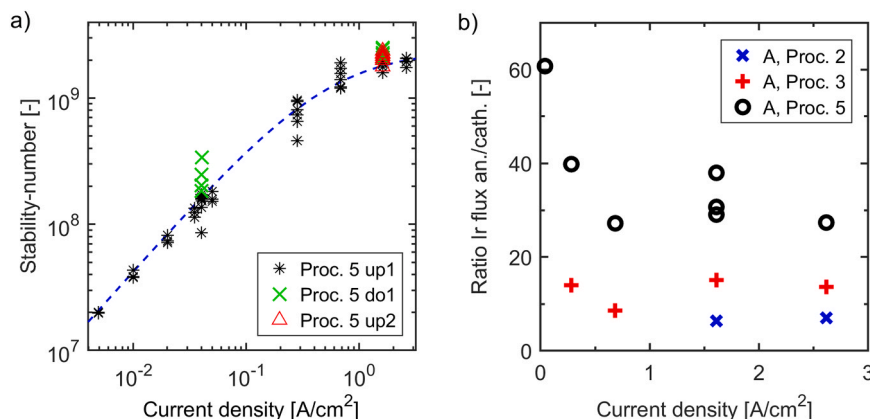 a)
Stability-number [-]
10^9
10^8
10^7
10^-2
10^-1
10^0
Current density [A/cm^2]
Proc. 5 up1
Proc. 5 do1
Proc. 5 up2
b)
Ratio Ir flux an./cath. [-]
60
40
20
0
0
1
2
3
Current density [A/cm^2]
A, Proc. 2
A, Proc. 3
A, Proc. 5